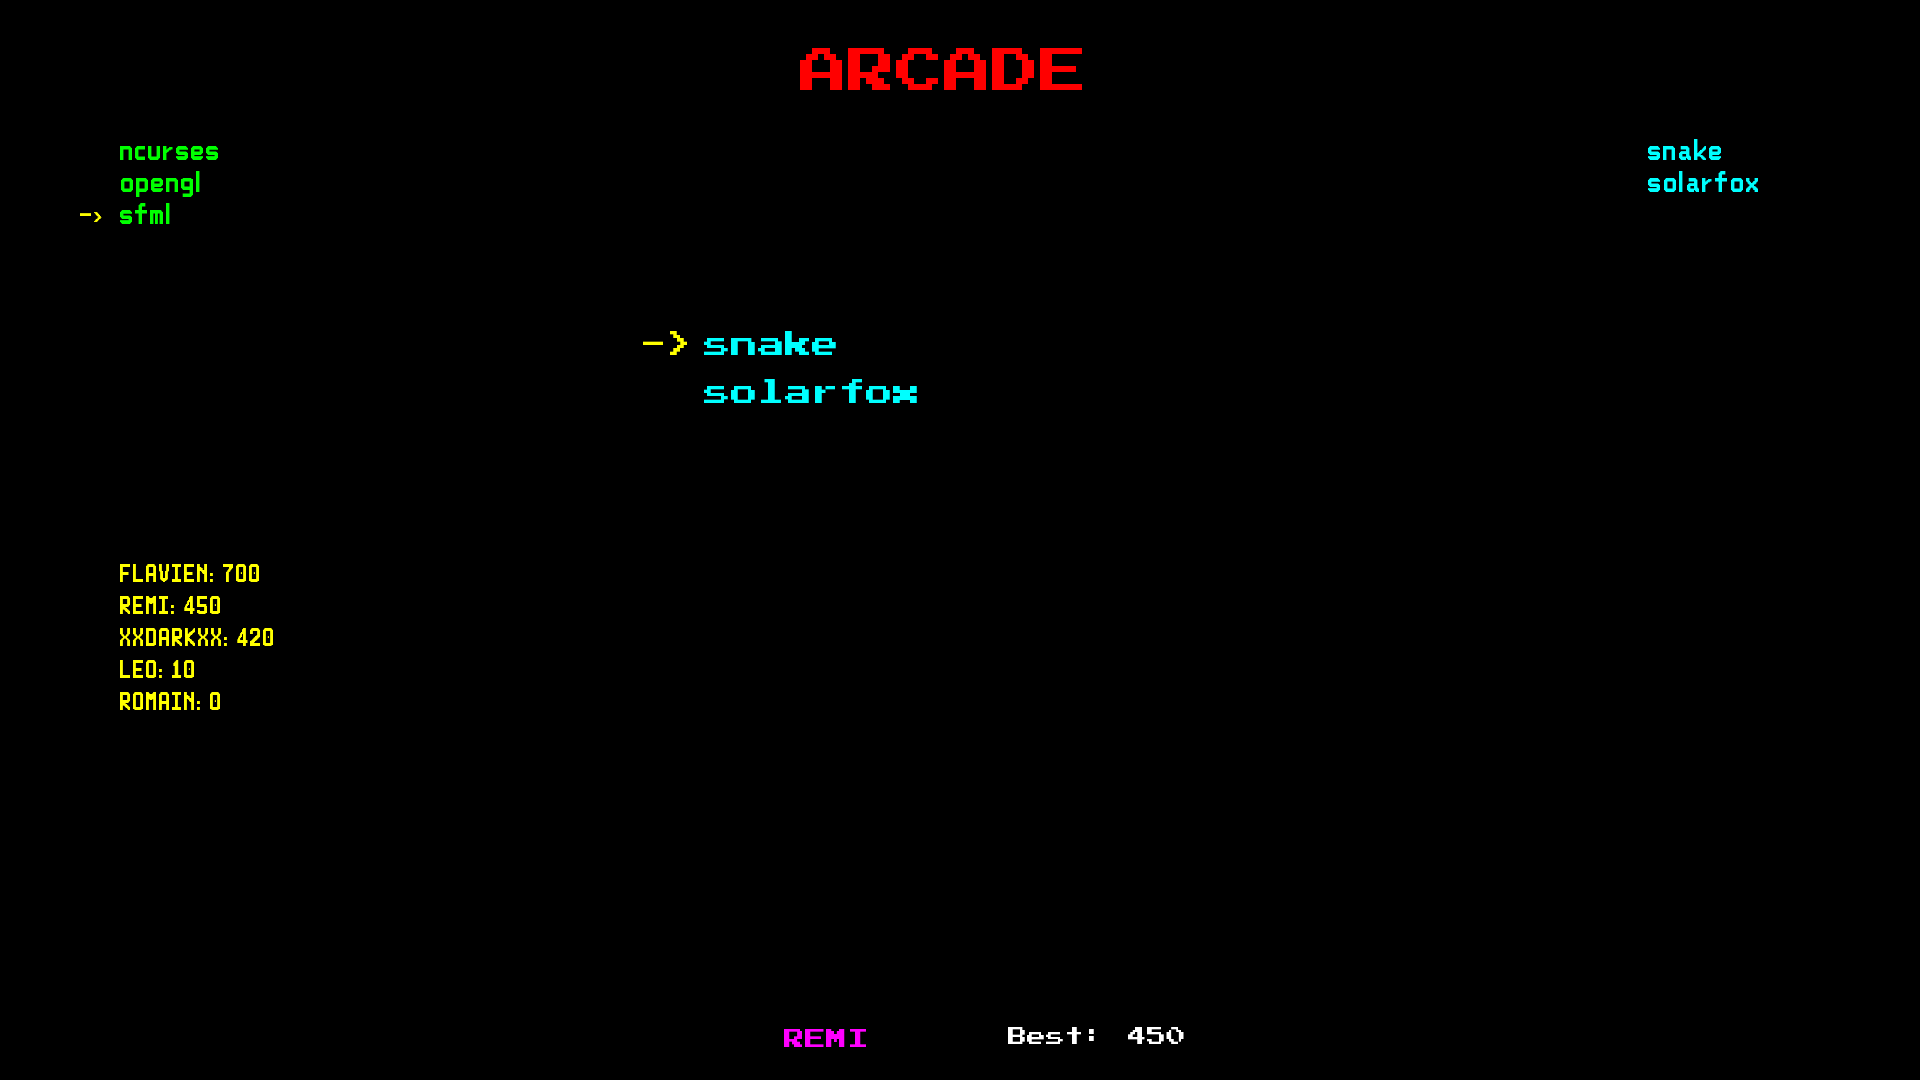 ARCADE
ncurses
opengl
-> sfml
snake
solarfox
-> snake
solarfox
FLAVIEN: 700
REMI: 450
XXDARKXX: 420
LEO: 10
ROMAIN: 0
REMI
Best: 450